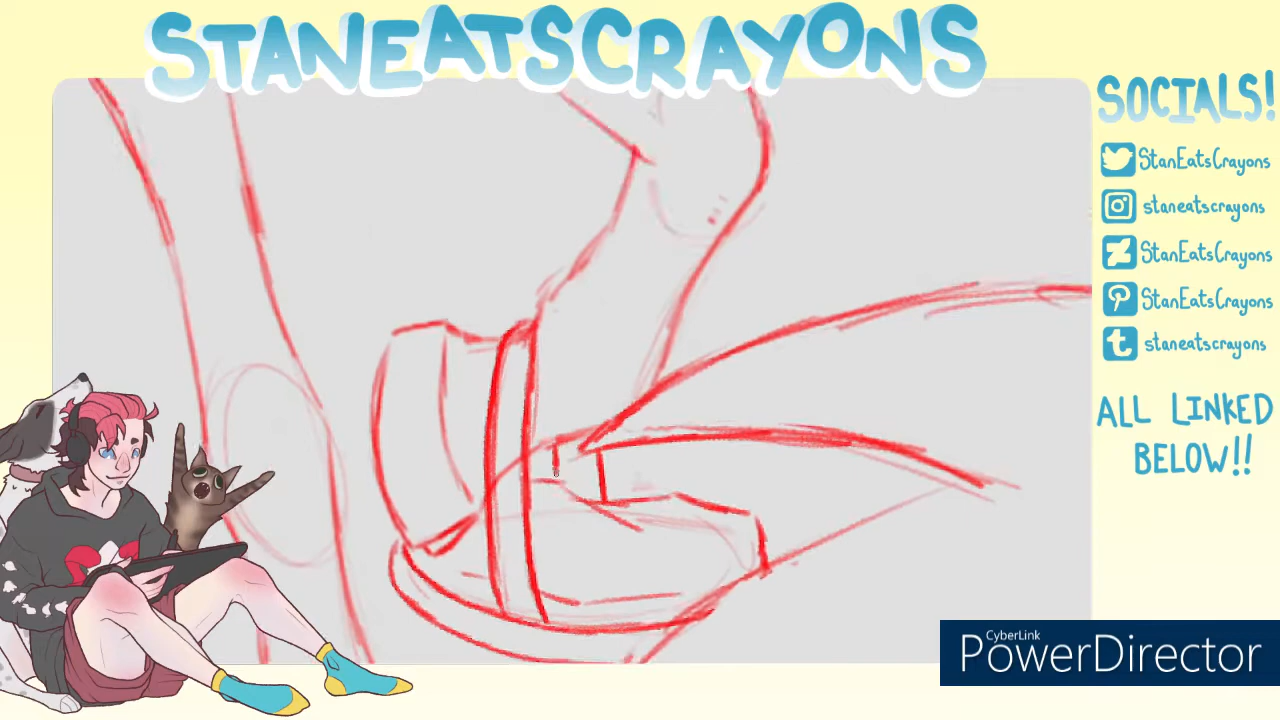 STANEATSCRAYONS
SOCIALS!
StanEatsCrayons
staneatscrayons
StanEatsCrayons
StanEatsCrayons
staneatscrayons
ALL LINKED
BELOW!!
CyberLink
PowerDirector